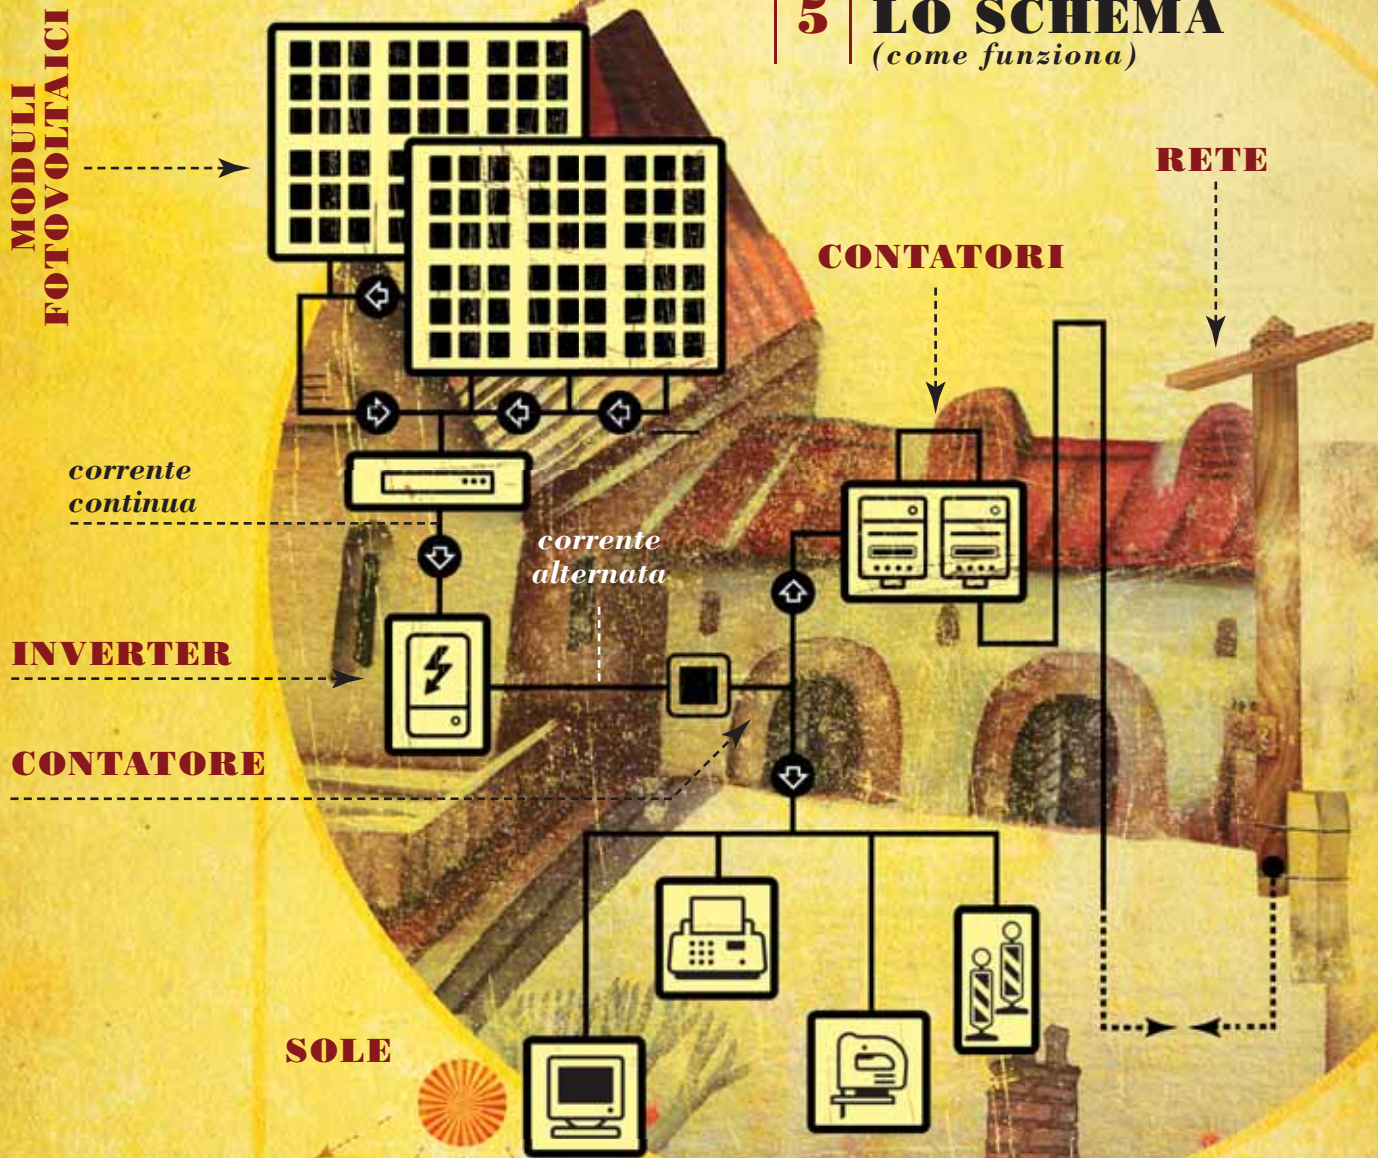 5
LO SCHEMA
(come funziona)
MODULI
FOTOVOLTAICI
RETE
CONTATORI
corrente
continua
corrente
alternata
INVERTER
CONTATORE
SOLE